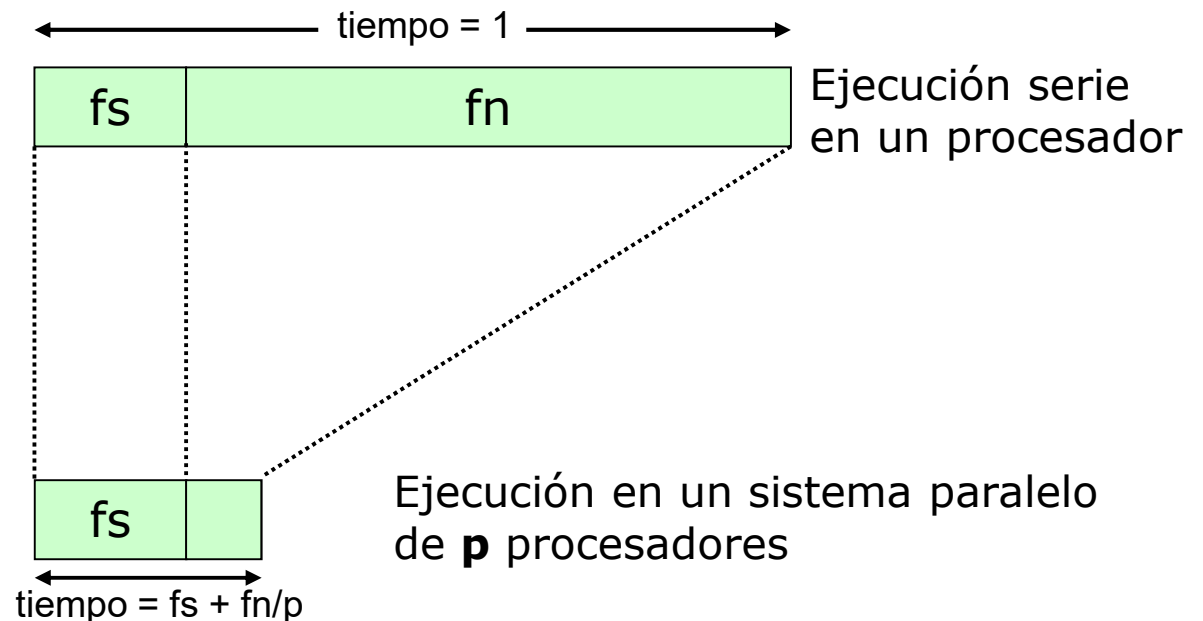 tiempo = 1
fs
fn
Ejecución serie
en un procesador
fs
Ejecución en un sistema paralelo
de p procesadores
tiempo = fs + fn/p